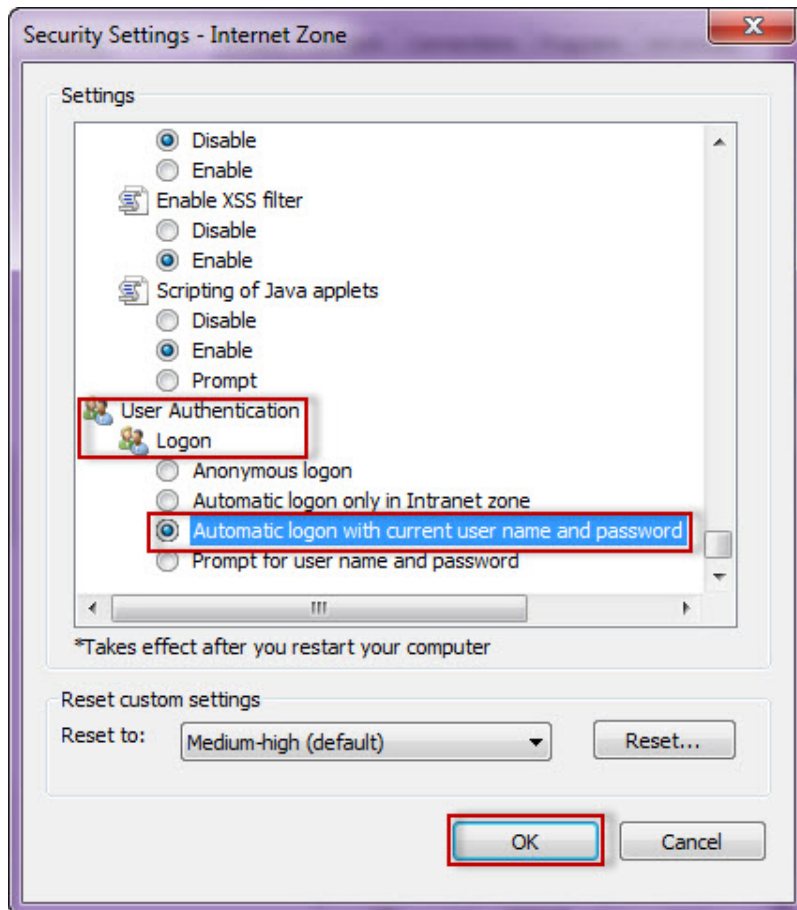 Security Settings - Internet Zone
Settings
Disable
Enable
Enable XSS filter
Disable
Enable
Scripting of Java applets
Disable
Enable
Prompt
User Authentication
Logon
Anonymous logon
Automatic logon only in Intranet zone
Automatic logon with current user name and password
Prompt for user name and password
*Takes effect after you restart your computer
Reset custom settings
Reset to:
Medium-high (default)
Reset...
OK
Cancel